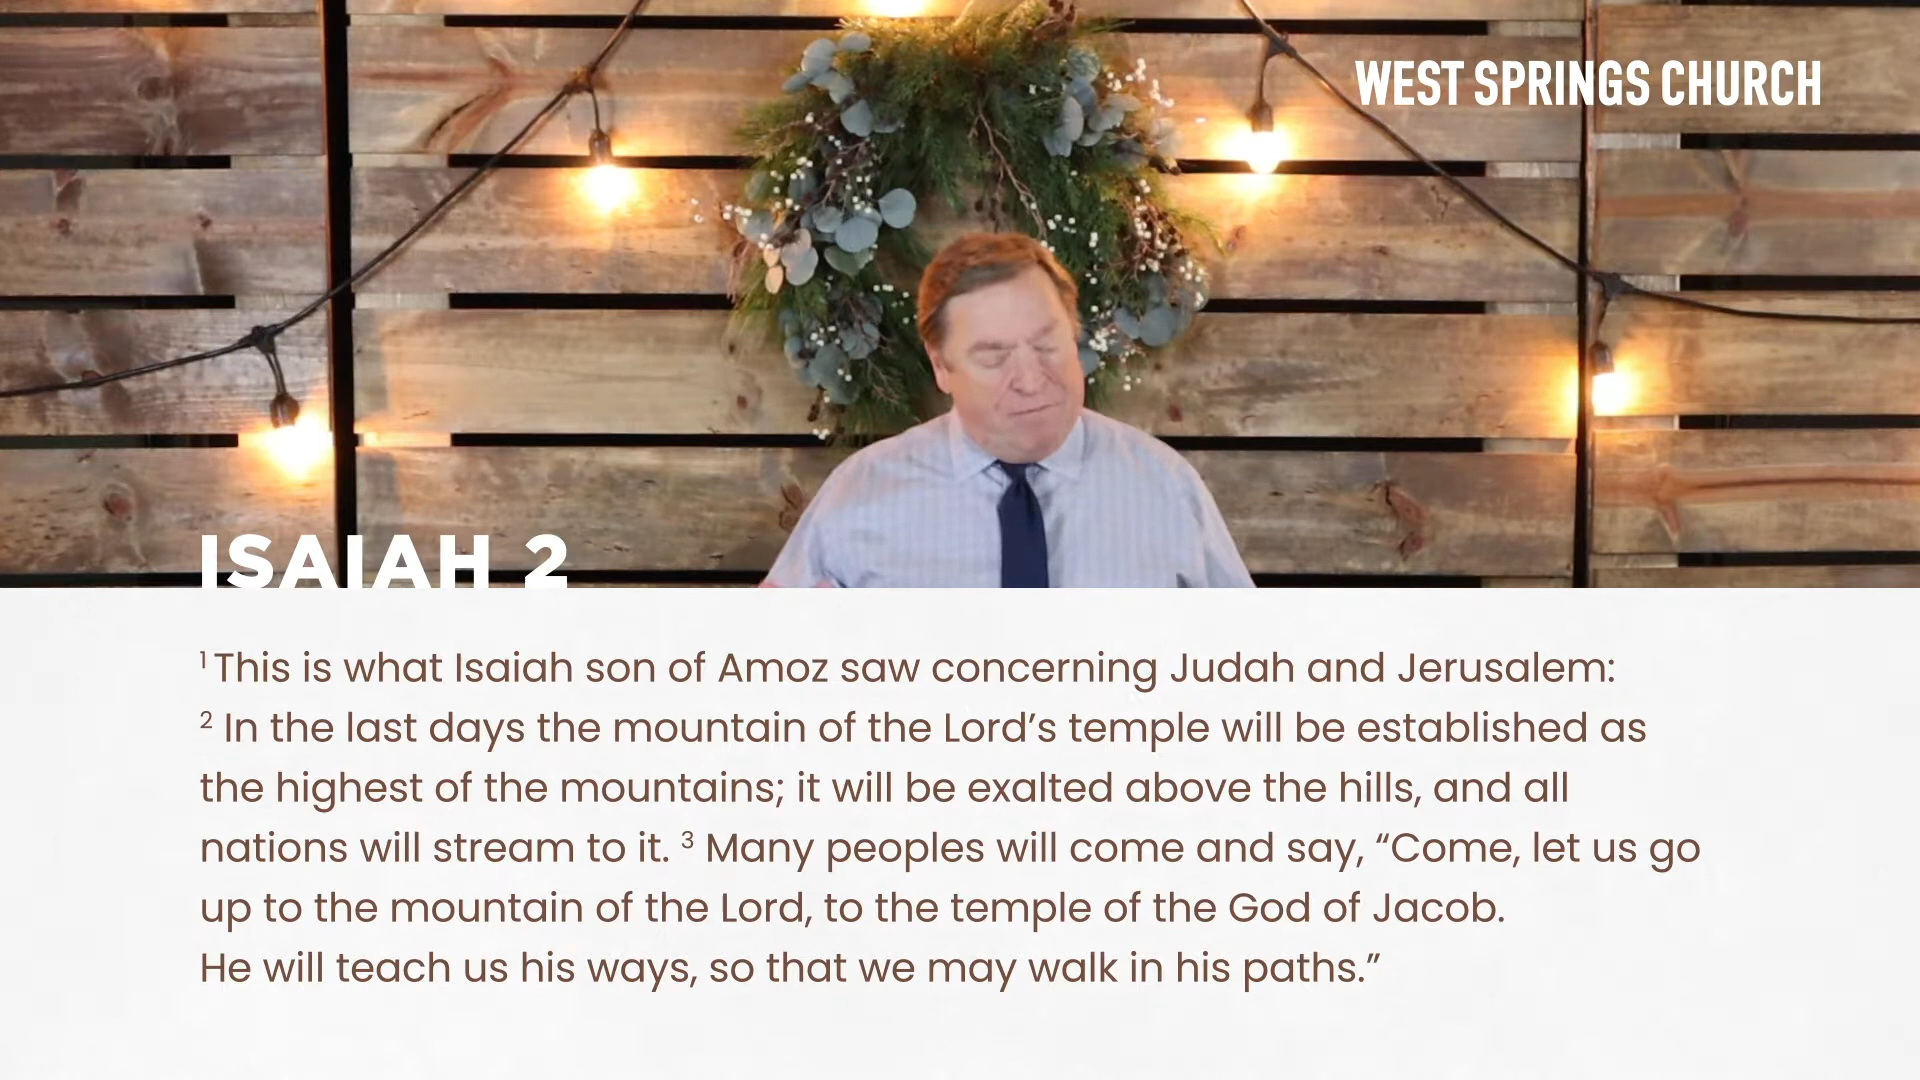 WEST SPRINGS CHURCH
ISAIAH 2
¹ This is what Isaiah son of Amoz saw concerning Judah and Jerusalem:
² In the last days the mountain of the Lord’s temple will be established as
the highest of the mountains; it will be exalted above the hills, and all
nations will stream to it. ³ Many peoples will come and say, “Come, let us go
up to the mountain of the Lord, to the temple of the God of Jacob.
He will teach us his ways, so that we may walk in his paths.”